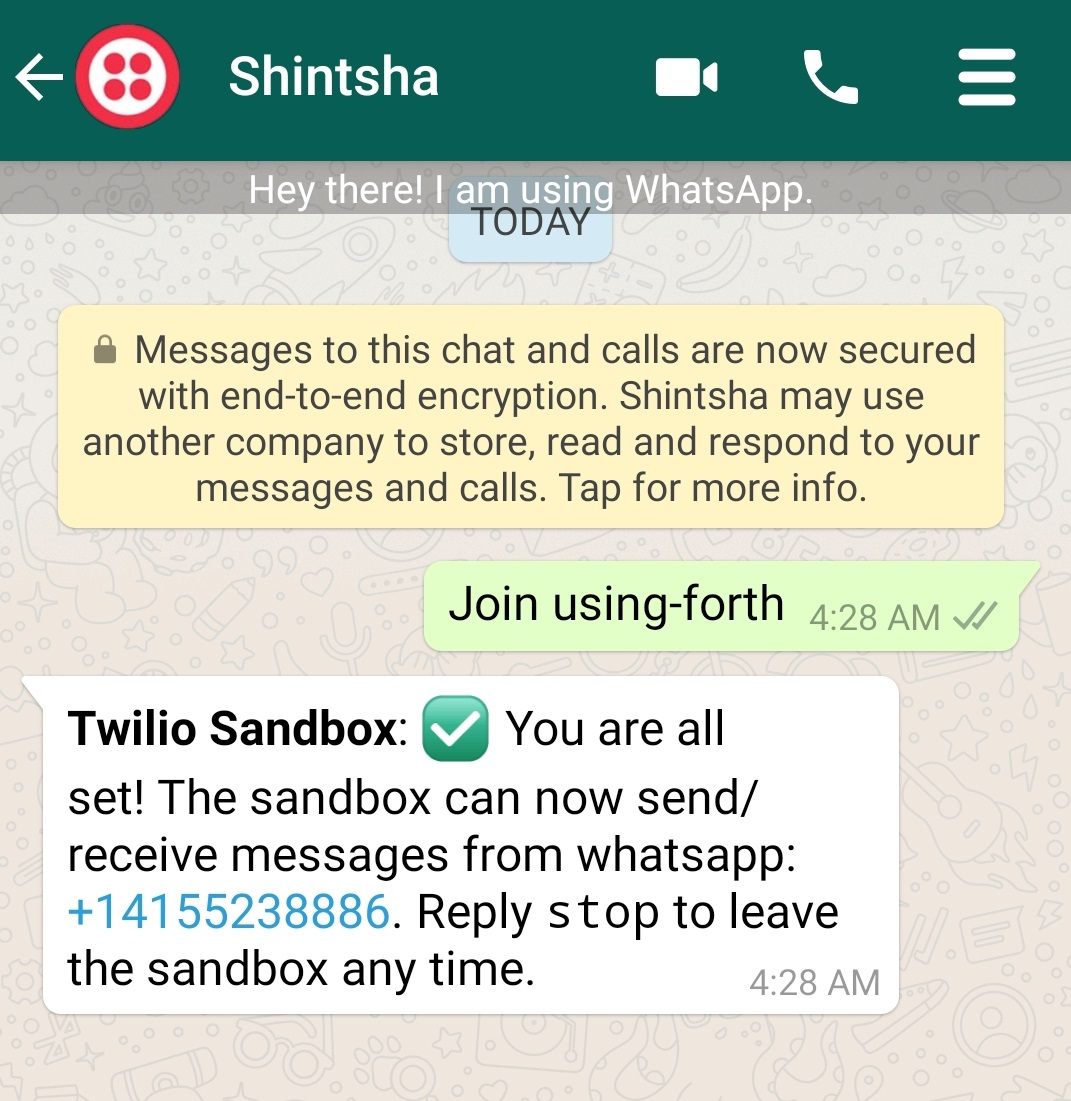 Shintsha
Hey there! I am using WhatsApp.
TODAY
Messages to this chat and calls are now secured
with end-to-end encryption. Shintsha may use
another company to store, read and respond to your
messages and calls. Tap for more info.
Join using-forth 4:28 AM
Twilio Sandbox: ✅ You are all
set! The sandbox can now send/
receive messages from whatsapp:
+14155238886. Reply stop to leave
the sandbox any time. 4:28 AM